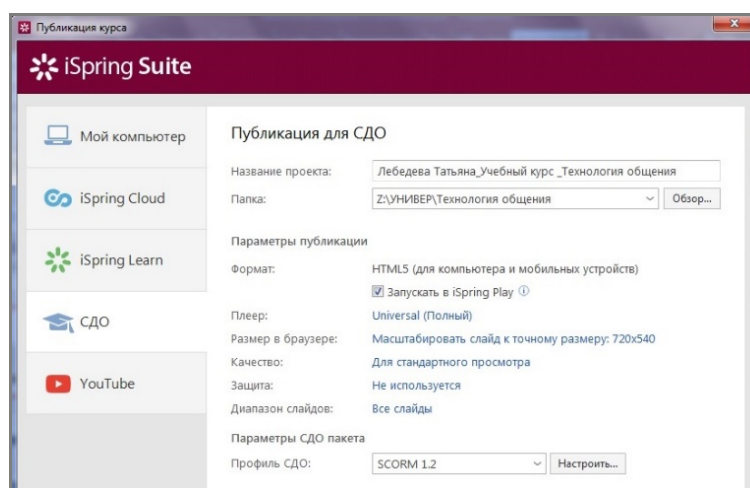 Публикация курса
iSpring Suite
Мой компьютер
iSpring Cloud
iSpring Learn
СДО
YouTube
Публикация для СДО
Название проекта: Лебедева Татьяна_Учебный курс _Технология общения
Папка: Z:\УНИВЕР\Технология общения Обзор...
Параметры публикации
Формат: HTML5 (для компьютера и мобильных устройств)
Запускать в iSpring Play
Плеер: Universal (Полный)
Размер в браузере: Масштабировать слайд к точному размеру: 720x540
Качество: Для стандартного просмотра
Защита: Не используется
Диапазон слайдов: Все слайды
Параметры СДО пакета
Профиль СДО: SCORM 1.2 Настроить...